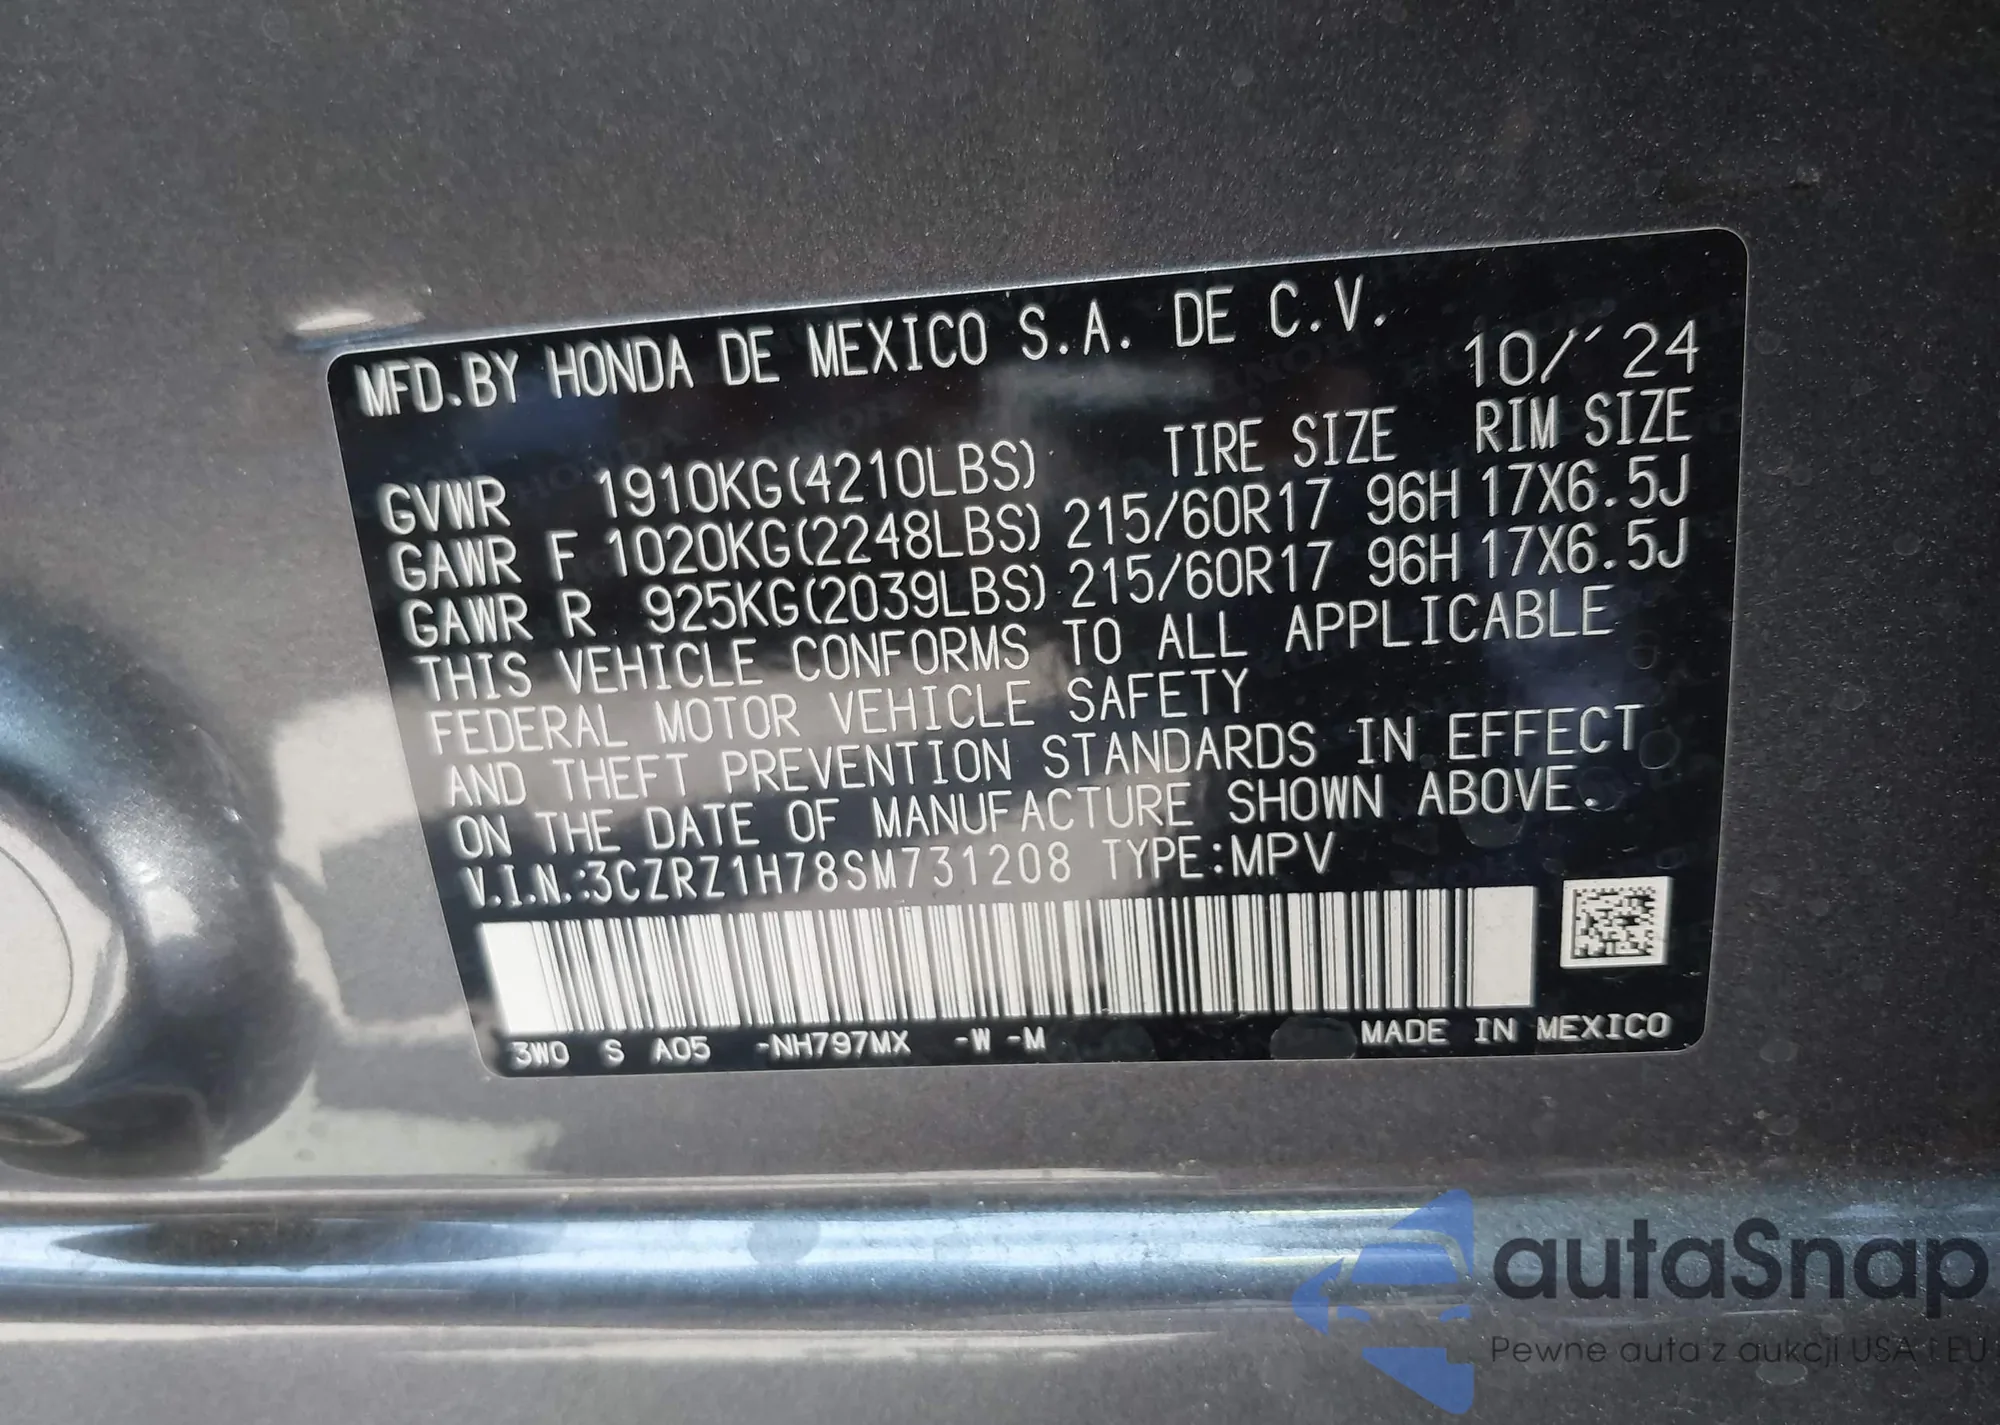 MFD.BY HONDA DE MEXICO S.A. DE C.V.
10/'24
TIRE SIZE RIM SIZE
GVWR 1910KG(4210LBS)
GAWR F 1020KG(2248LBS) 215/60R17 96H 17X6.5J
GAWR R 925KG(2039LBS) 215/60R17 96H 17X6.5J
THIS VEHICLE CONFORMS TO ALL APPLICABLE
FEDERAL MOTOR VEHICLE SAFETY
AND THEFT PREVENTION STANDARDS IN EFFECT
ON THE DATE OF MANUFACTURE SHOWN ABOVE.
V.I.N.:3CZRZ1H78SM731208 TYPE:MPV
3W0 S A05 -NH797MX -W -M MADE IN MEXICO
autaSnap
Pewne auta z aukcji USA i EU